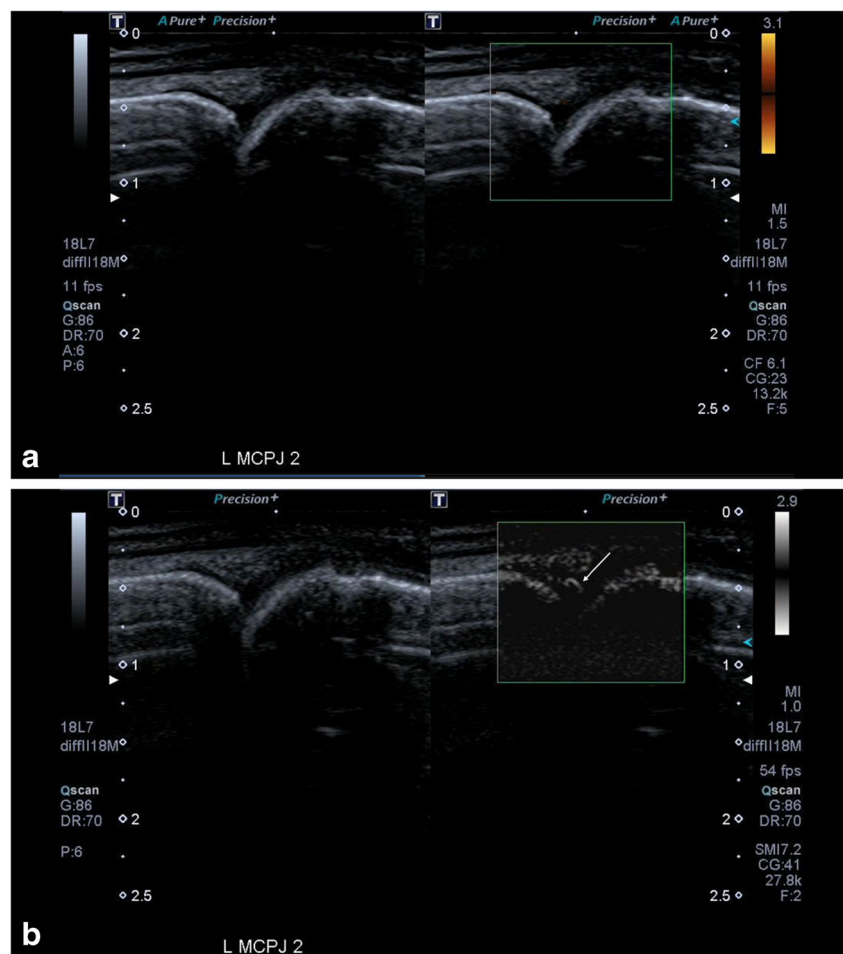 T APure+ Precision+
Precision+ APure+
3.1
0
0
1
1
18L7
diffII18M
11 fps
Qscan
G:86
DR:70
A:6
P:6
2
2.5
MI
1.5
18L7
diffII18M
11 fps
Qscan
G:86
DR:70
CF 6.1
CG:23
13.2k
F:5
2
2.5
a
L MCPJ 2
T Precision+
T Precision+
2.9
0
0
1
1
18L7
diffII18M
Qscan
G:86
DR:70
P:6
2
2.5
MI
1.0
18L7
diffII18M
54 fps
Qscan
G:86
DR:70
SMI7.2
CG:41
27.8k
F:2
2
2.5
b
L MCPJ 2